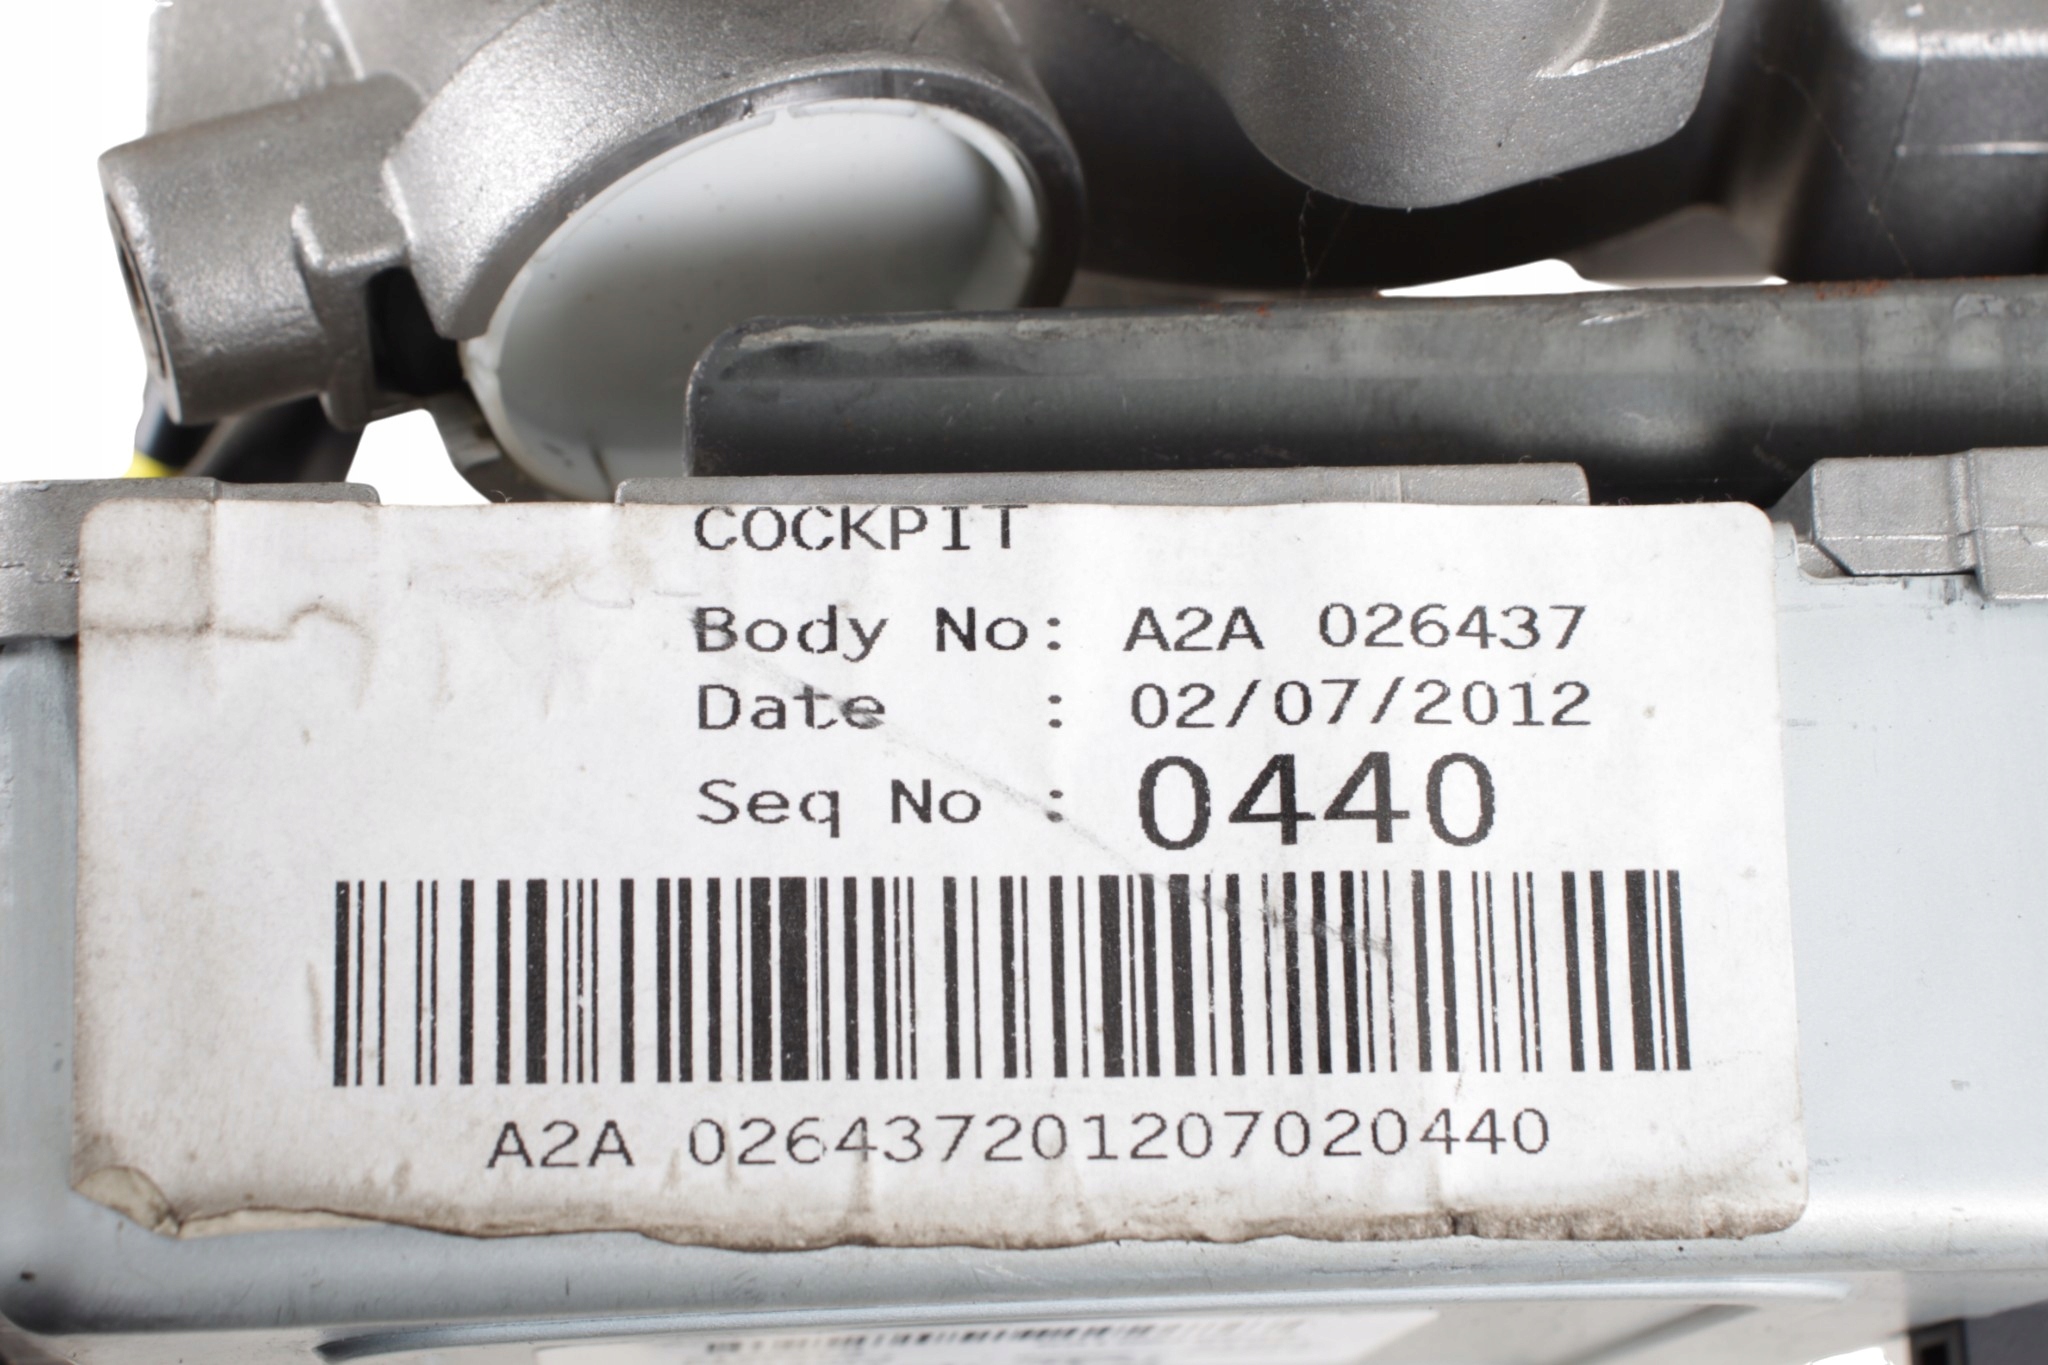 COCKPIT
Body No: A2A 026437
Date : 02/07/2012
Seq No : 0440
A2A 026437201207020440